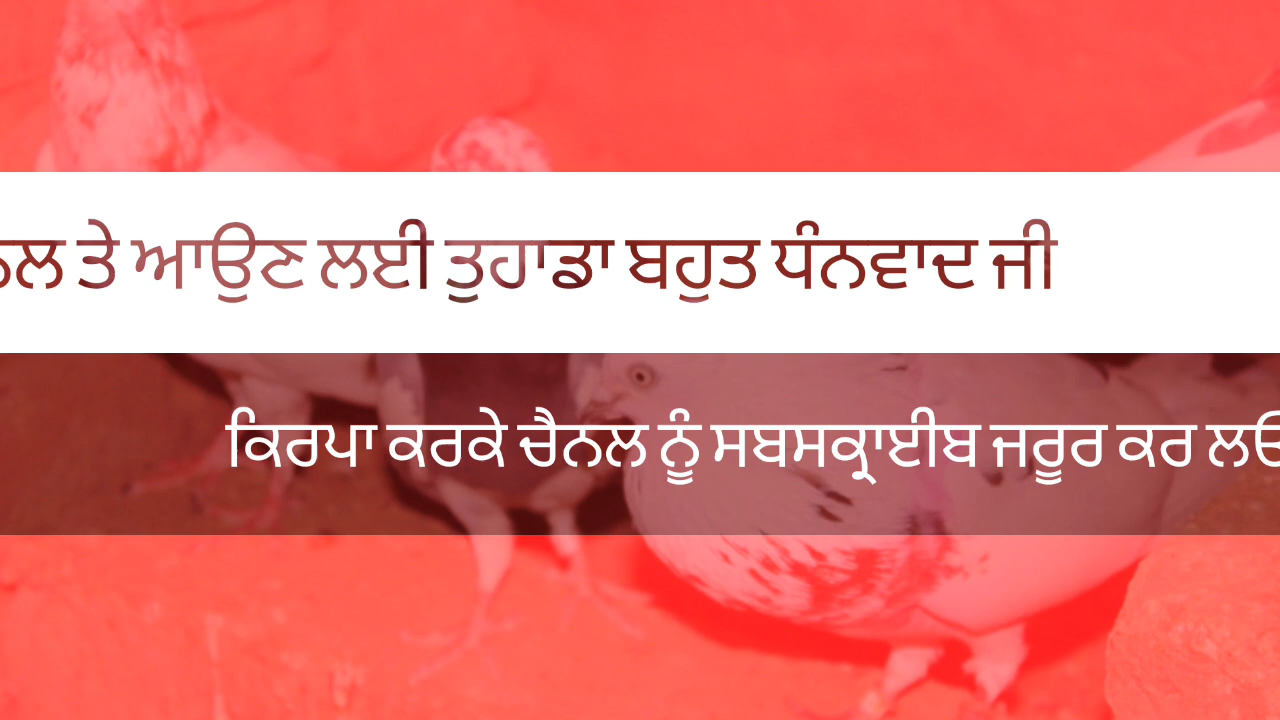 ਤੇ ਆਉਣ ਲਈ ਤੁਹਾਡਾ ਬਹੁਤ ਧੰਨਵਾਦ ਜੀ
ਕਿਰਪਾ ਕਰਕੇ ਚੈਨਲ ਨੂੰ ਸਬਸਕ੍ਰਾਈਬ ਜਰੂਰ ਕਰ